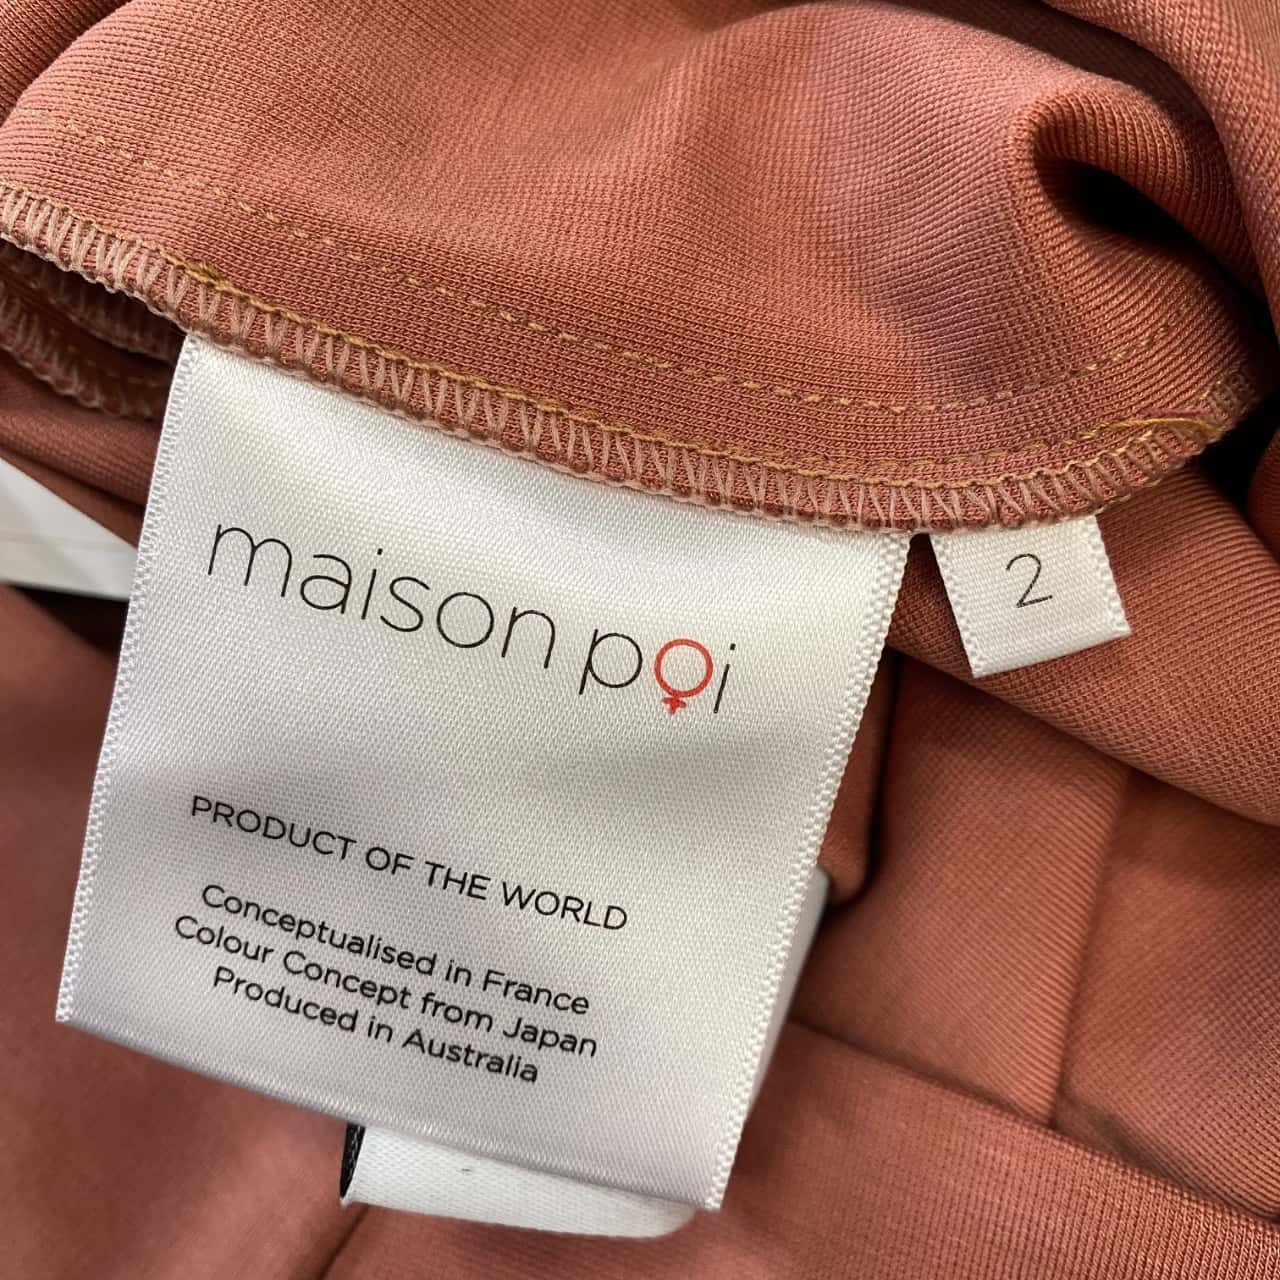 maison poi
2
PRODUCT OF THE WORLD
Conceptualised in France
Colour Concept from Japan
Produced in Australia